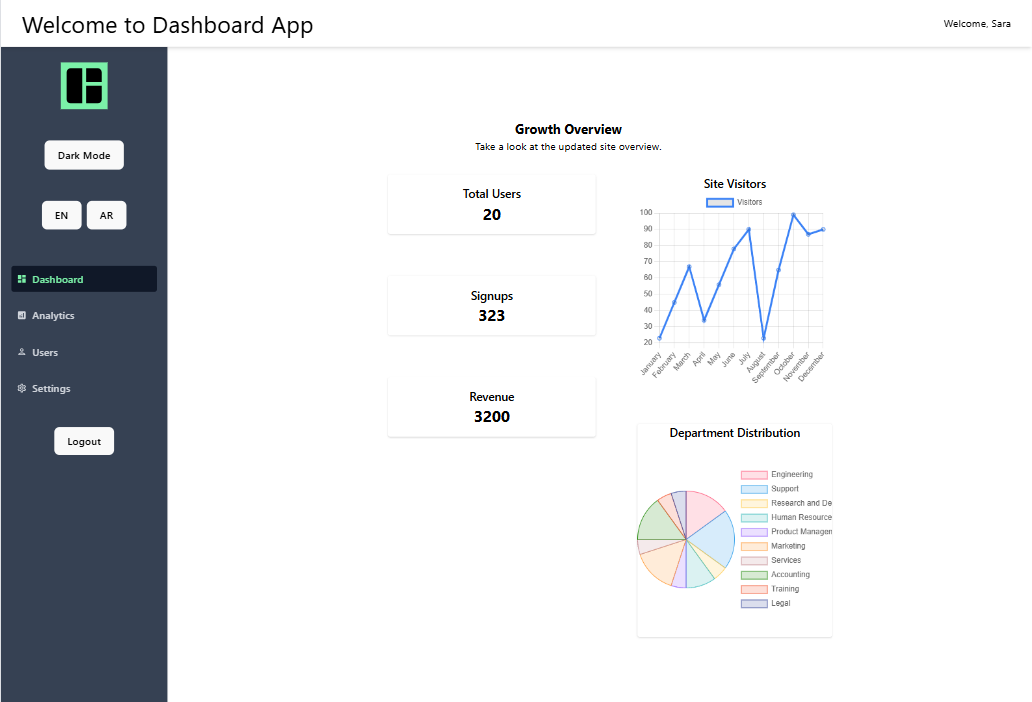 Welcome to Dashboard App
Welcome, Sara
Dark Mode
EN
AR
Dashboard
Analytics
Users
Settings
Logout
Growth Overview
Take a look at the updated site overview.
Total Users
20
Signups
323
Revenue
3200
Site Visitors
Visitors
100
90
80
70
60
50
40
30
20
January
February
March
April
May
June
July
August
September
October
November
December
Department Distribution
Engineering
Support
Research and De
Human Resource
Product Managen
Marketing
Services
Accounting
Training
Legal